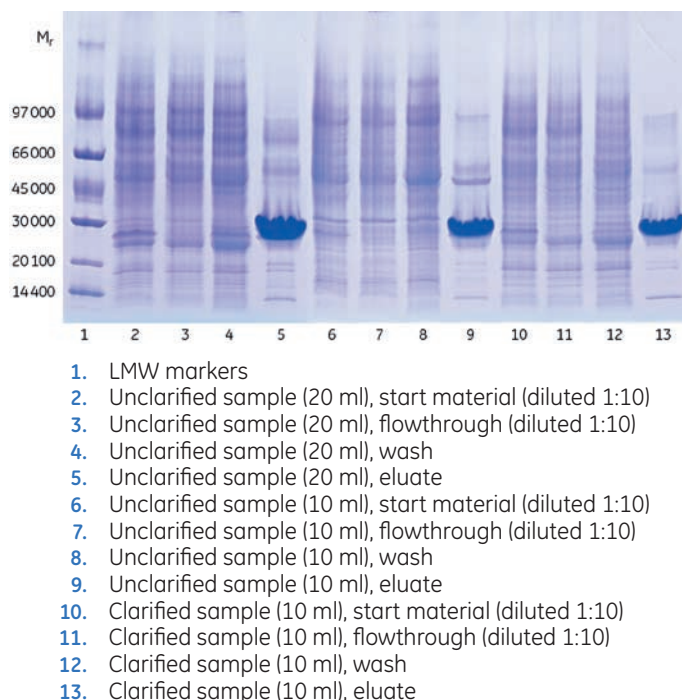 Mr
97000
66000
45000
30000
20100
14400
1 2 3 4 5 6 7 8 9 10 11 12 13
1. LMW markers
2. Unclarified sample (20 ml), start material (diluted 1:10)
3. Unclarified sample (20 ml), flowthrough (diluted 1:10)
4. Unclarified sample (20 ml), wash
5. Unclarified sample (20 ml), eluate
6. Unclarified sample (10 ml), start material (diluted 1:10)
7. Unclarified sample (10 ml), flowthrough (diluted 1:10)
8. Unclarified sample (10 ml), wash
9. Unclarified sample (10 ml), eluate
10. Clarified sample (10 ml), start material (diluted 1:10)
11. Clarified sample (10 ml), flowthrough (diluted 1:10)
12. Clarified sample (10 ml), wash
13. Clarified sample (10 ml), eluate